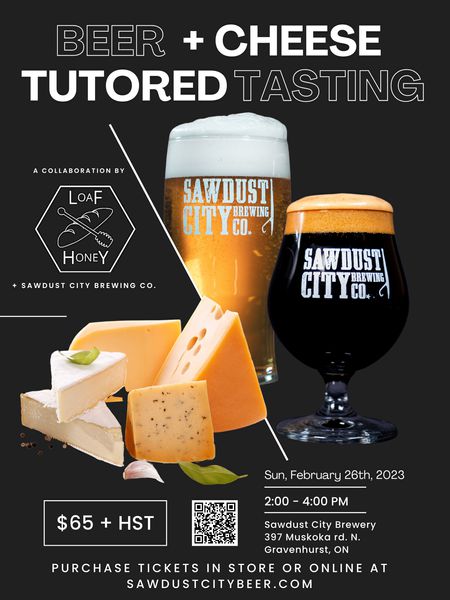 BEER + CHEESE
TUTORED TASTING
A COLLABORATION BY
LOAF
HONEY
+ SAWDUST CITY BREWING CO.
SAWDUST
CITY BREWING
CO.
SAWDUST
CITY BREWING
CO.
Sun, February 26th, 2023
2:00 - 4:00 PM
$65 + HST
Sawdust City Brewery
397 Muskoka rd. N.
Gravenhurst, ON
PURCHASE TICKETS IN STORE OR ONLINE AT
SAWDUSTCITYBEER.COM